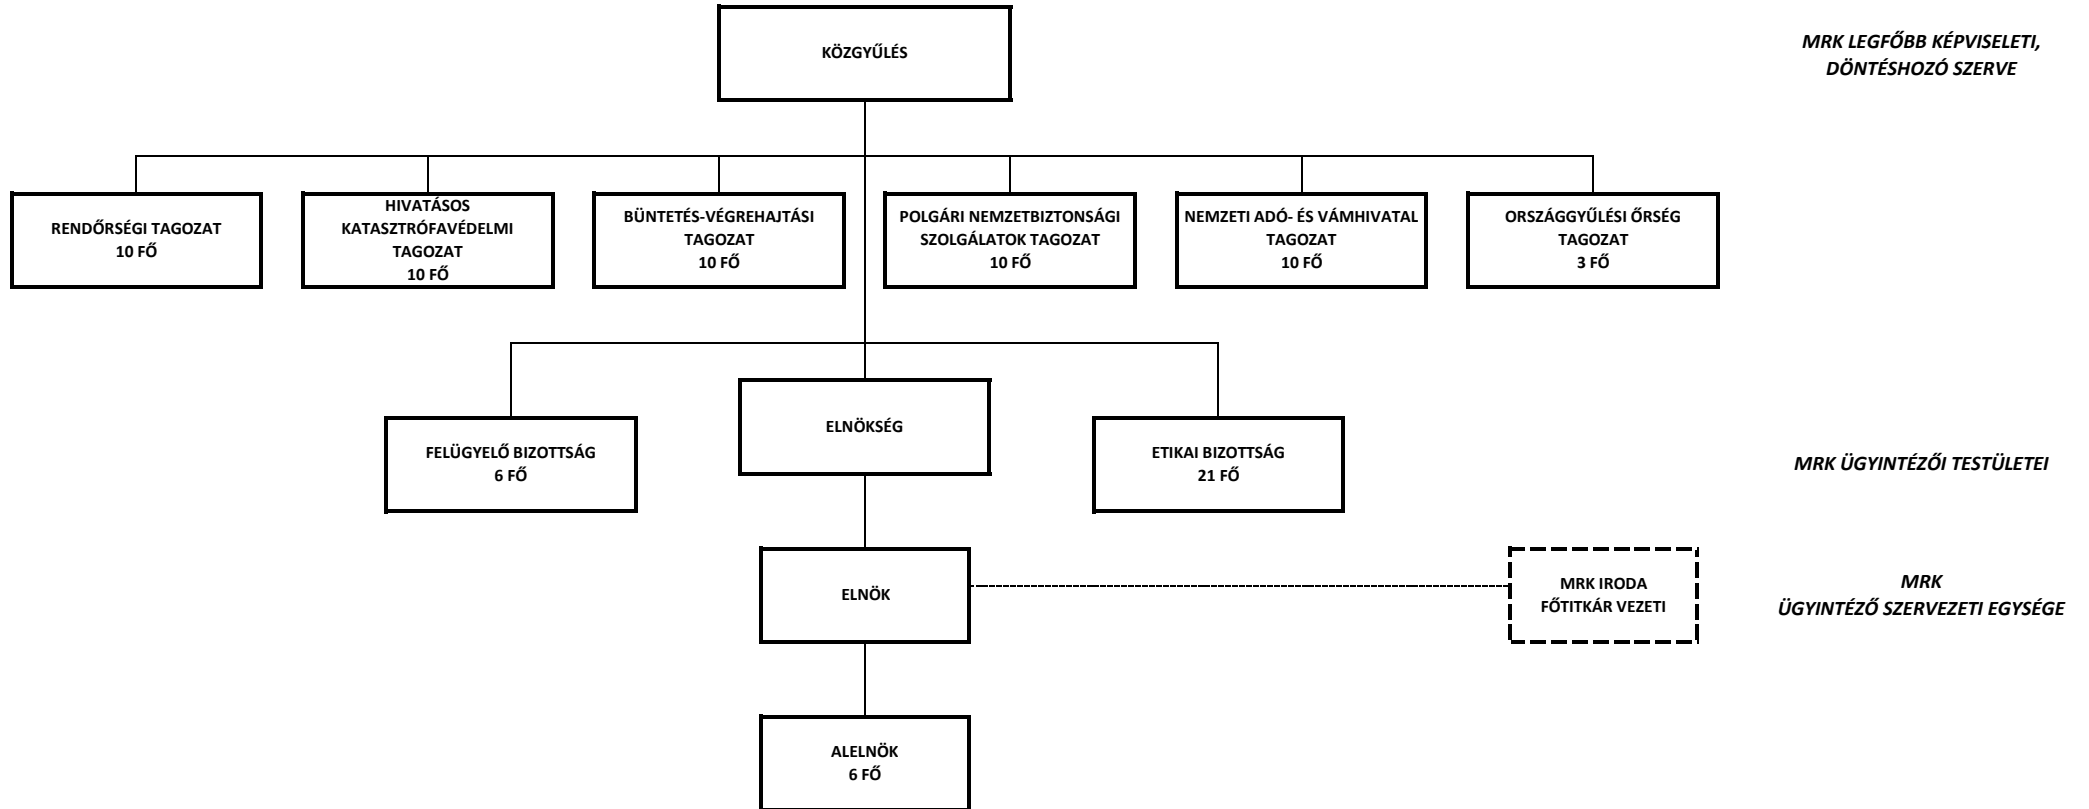 KÖZGYŰLÉS
MRK LEGFŐBB KÉPVISELETI,
DÖNTÉSHOZÓ SZERVE
RENDŐRSÉGI TAGOZAT
10 FŐ
HIVATÁSOS
KATASZTRÓFAVÉDELMI
TAGOZAT
10 FŐ
BÜNTETÉS-VÉGREHAJTÁSI
TAGOZAT
10 FŐ
POLGÁRI NEMZETBIZTONSÁGI
SZOLGÁLATOK TAGOZAT
10 FŐ
NEMZETI ADÓ- ÉS VÁMHIVATAL
TAGOZAT
10 FŐ
ORSZÁGGYŰLÉSI ŐRSÉG
TAGOZAT
3 FŐ
FELÜGYELŐ BIZOTTSÁG
6 FŐ
ELNÖKSÉG
ETIKAI BIZOTTSÁG
21 FŐ
MRK ÜGYINTÉZŐI TESTÜLETEI
ELNÖK
MRK IRODA
FŐTITKÁR VEZETI
MRK
ÜGYINTÉZŐ SZERVEZETI EGYSÉGE
ALELNÖK
6 FŐ